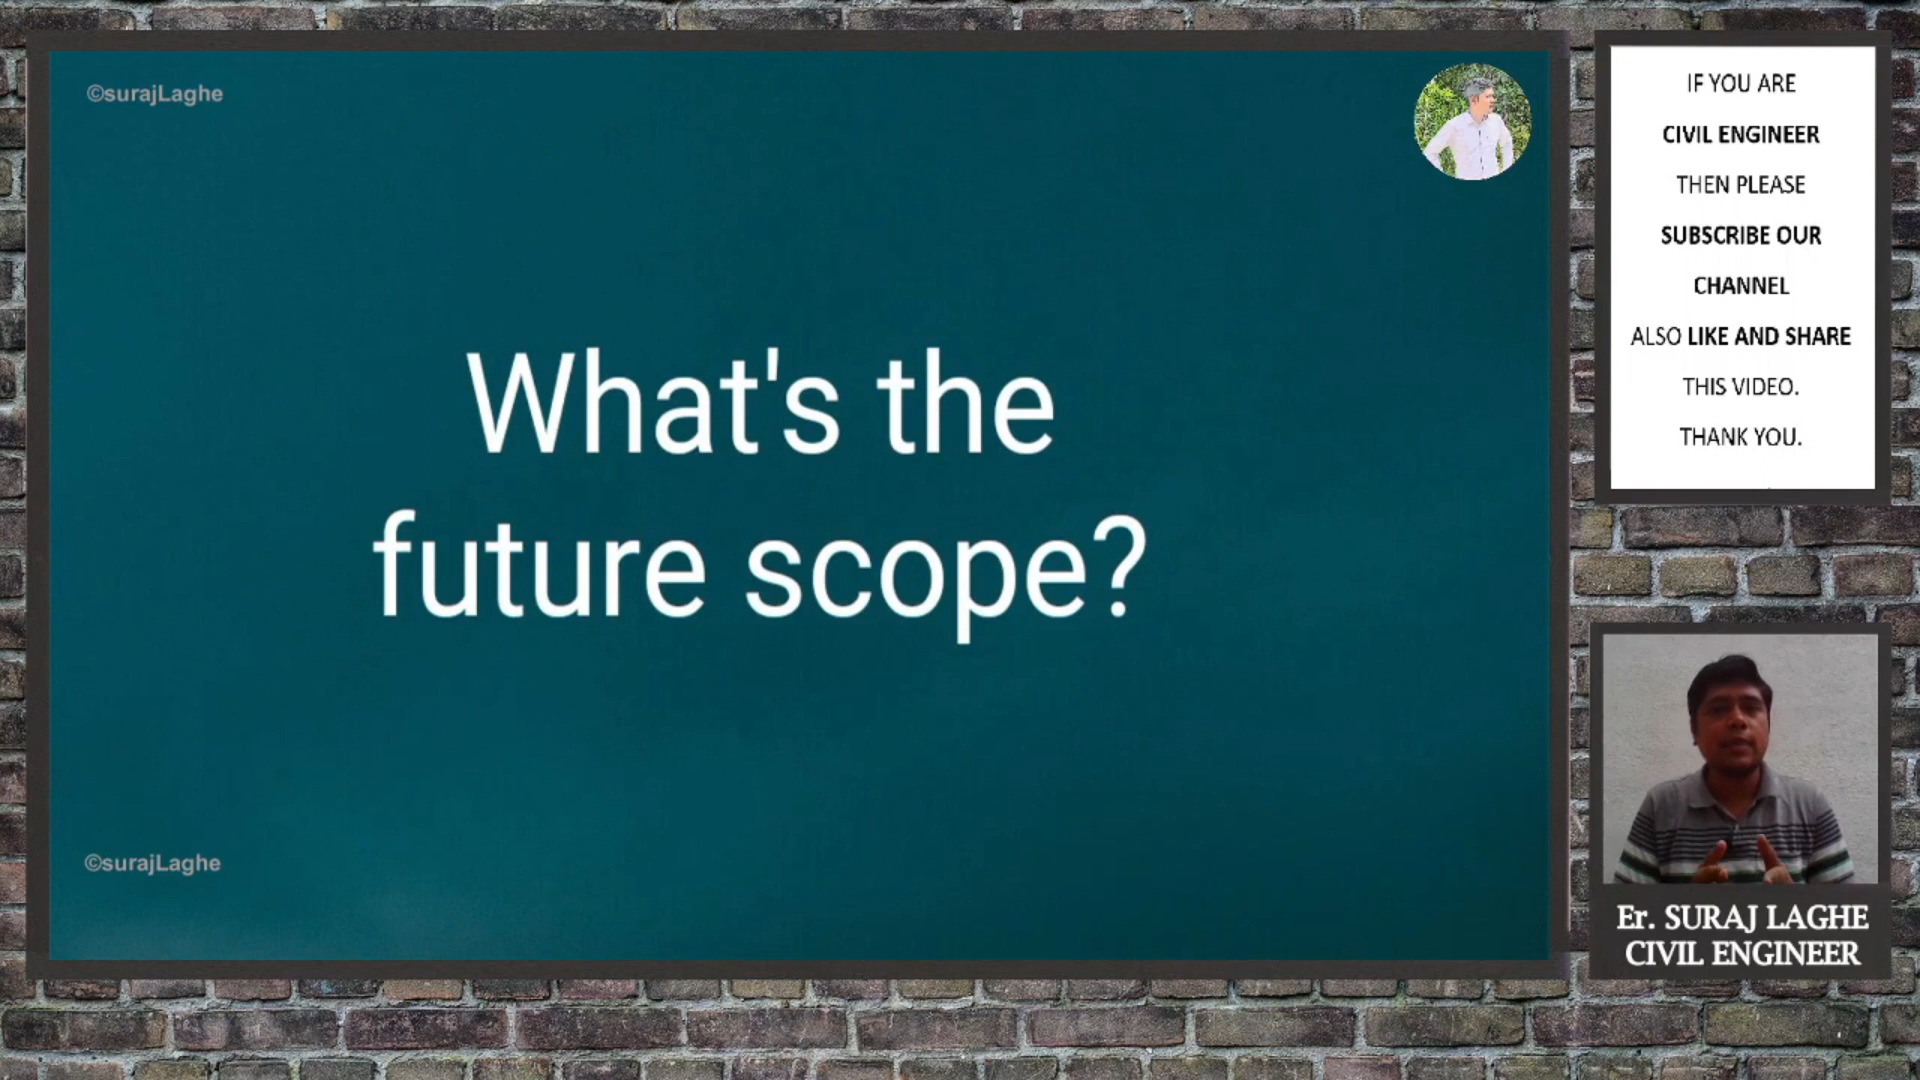 ©surajLaghe
What's the
future scope?
©surajLaghe
IF YOU ARE
CIVIL ENGINEER
THEN PLEASE
SUBSCRIBE OUR
CHANNEL
ALSO LIKE AND SHARE
THIS VIDEO.
THANK YOU.
Er. SURAJ LAGHE
CIVIL ENGINEER